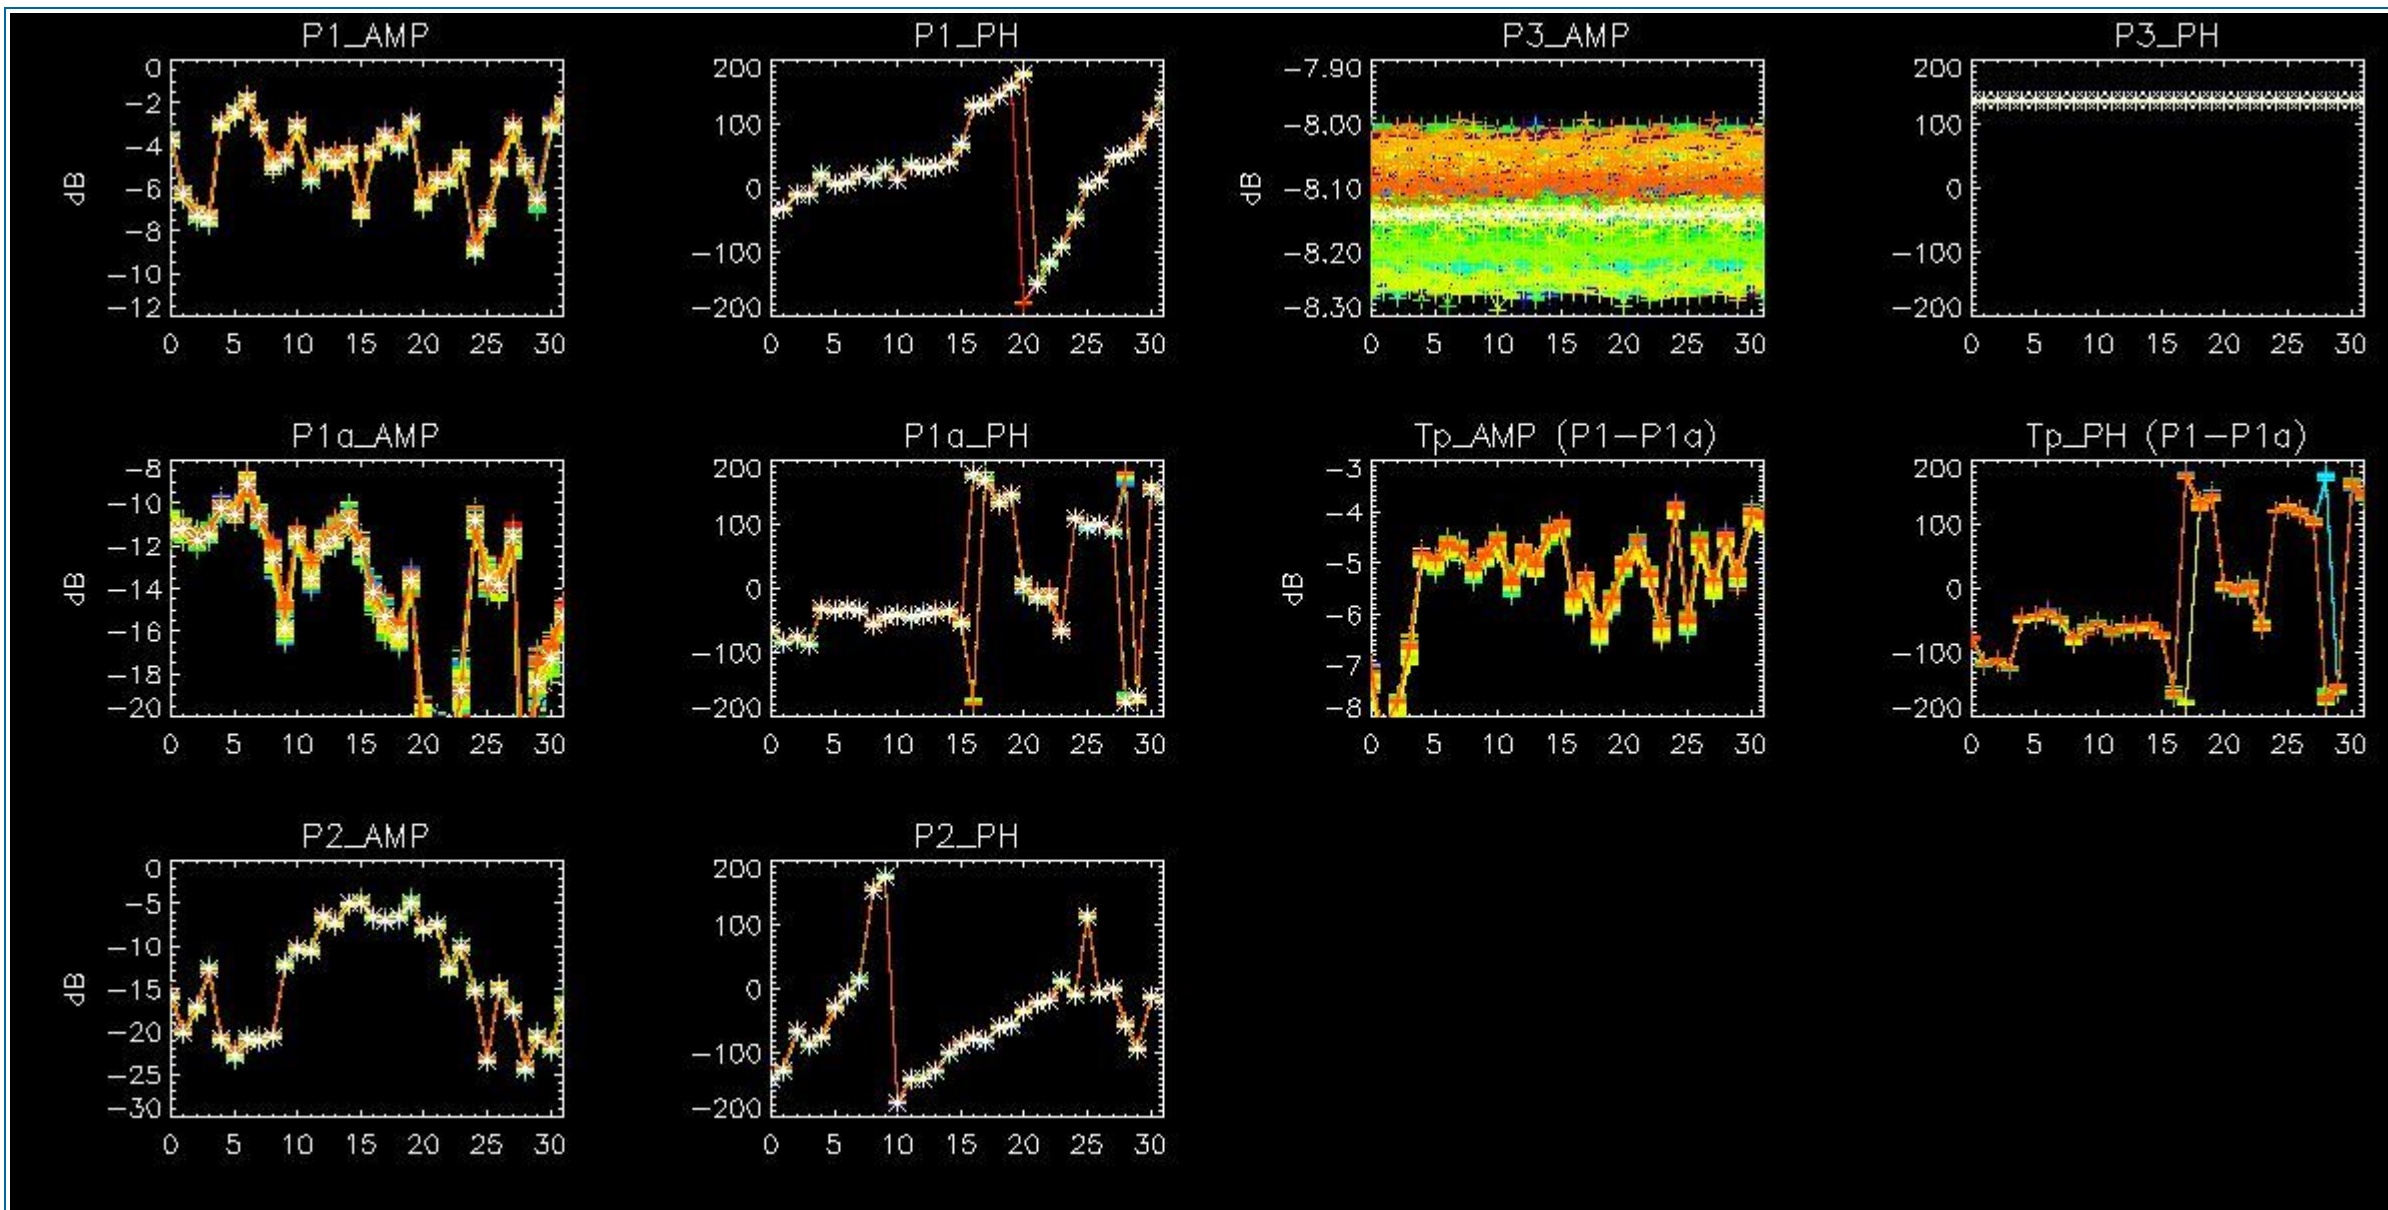 P1_AMP P1_PH P3_AMP P3_PH
0 200 -7.90 200
-2 100 -8.00 100
-4 0 -8.10 0
-6 -100 -8.20 -100
-8 -200 -8.30 -200
-10
-12
dB dB
0 5 10 15 20 25 30 0 5 10 15 20 25 30 0 5 10 15 20 25 30 0 5 10 15 20 25 30
P1a_AMP P1a_PH Tp_AMP (P1-P1a) Tp_PH (P1-P1a)
-8 200 -3 200
-10 100 -4 100
-12 0 -5 0
-14 -100 -6 -100
-16 -200 -7 -200
-18 -8
-20
dB dB
0 5 10 15 20 25 30 0 5 10 15 20 25 30 0 5 10 15 20 25 30 0 5 10 15 20 25 30
P2_AMP P2_PH
0 200
-5 100
-10 0
-15 -100
-20 -200
-25
-30
dB
0 5 10 15 20 25 30 0 5 10 15 20 25 30